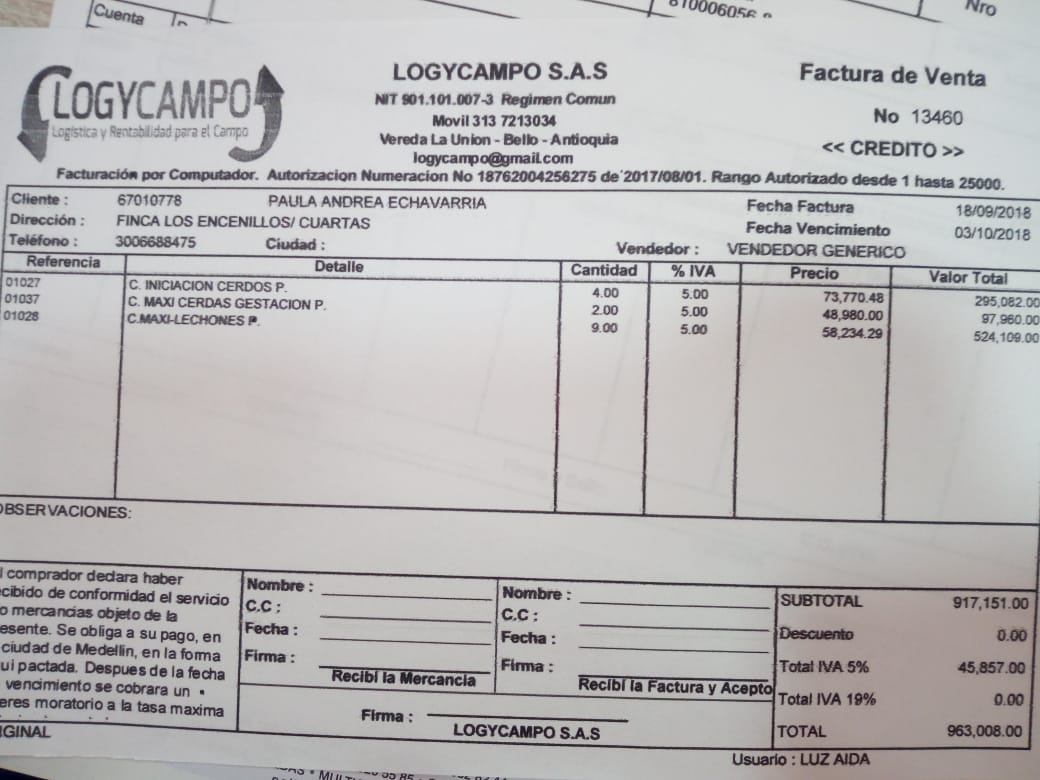 Cuenta
810006056
Nro
LOGYCAMPO
Logística y Rentabilidad para el Campo
LOGYCAMPO S.A.S
NIT 901.101.007-3 Regimen Comun
Movil 313 7213034
Vereda La Union - Bello - Antioquia
logycampo@gmail.com
Factura de Venta
No 13460
<< CREDITO >>
Facturación por Computador. Autorizacion Numeracion No 18762004256275 de 2017/08/01. Rango Autorizado desde 1 hasta 25000.
Cliente : 67010778 PAULA ANDREA ECHAVARRIA
Dirección : FINCA LOS ENCENILLOS/ CUARTAS
Teléfono : 3006688475 Ciudad :
Fecha Factura 18/09/2018
Fecha Vencimiento 03/10/2018
Vendedor : VENDEDOR GENERICO
Referencia Detalle Cantidad % IVA Precio Valor Total
01027 C. INICIACION CERDOS P. 4.00 5.00 73,770.48 295,082.00
01037 C. MAXI CERDAS GESTACION P. 2.00 5.00 48,980.00 97,960.00
01028 C.MAXI-LECHONES P. 9.00 5.00 58,234.29 524,109.00
OBSERVACIONES:
l comprador declara haber
cibido de conformidad el servicio
o mercancias objeto de la
esente. Se obliga a su pago, en
ciudad de Medellin, en la forma
ui pactada. Despues de la fecha
vencimiento se cobrara un
eres moratorio a la tasa maxima
IGINAL
Nombre :
C.C :
Fecha :
Firma :
Recibí la Mercancia
Nombre :
C.C :
Fecha :
Firma :
Recibí la Factura y Acepto
Firma :
LOGYCAMPO S.A.S
SUBTOTAL 917,151.00
Descuento 0.00
Total IVA 5% 45,857.00
Total IVA 19% 0.00
TOTAL 963,008.00
Usuario : LUZ AIDA